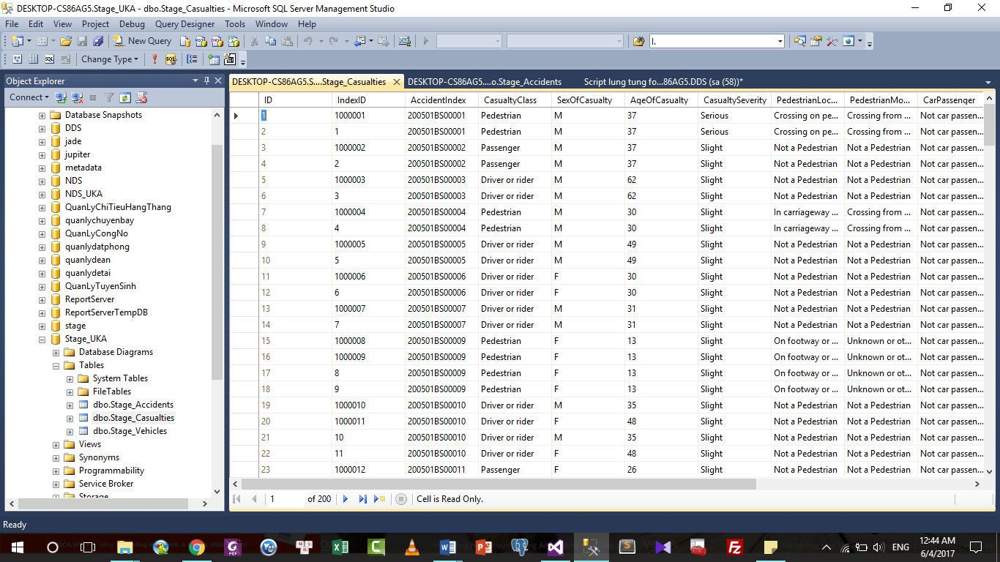 DESKTOP-CS86AG5.Stage_UKA - dbo.Stage_Casualties - Microsoft SQL Server Management Studio
File Edit View Project Debug Query Designer Tools Window Help
New Query
I.
Change Type
Object Explorer
Connect
Database Snapshots
DDS
jade
jupiter
metadata
NDS
NDS_UKA
QuanLyChiTieuHangThang
quanlychuyenbay
QuanLyCongNo
quanlydatphong
quanlydean
quanlydetai
QuanLyTuyenSinh
ReportServer
ReportServerTempDB
stage
Stage_UKA
Database Diagrams
Tables
System Tables
FileTables
dbo.Stage_Accidents
dbo.Stage_Casualties
dbo.Stage_Vehicles
Views
Synonyms
Programmability
Service Broker
Storage
DESKTOP-CS86AG5.S....Stage_Casualties DESKTOP-CS86AG5....o.Stage_Accidents Script lung tung fo...86AG5.DDS (sa (58))*
ID IndexID AccidentIndex CasualtyClass SexOfCasualty AgeOfCasualty CasualtySeverity PedestrianLoc... PedestrianMo... CarPassenger
1 1000001 200501BS00001 Pedestrian M 37 Serious Crossing on pe... Crossing from ... Not car passen...
2 1 200501BS00001 Pedestrian M 37 Serious Crossing on pe... Crossing from ... Not car passen...
3 1000002 200501BS00002 Passenger M 37 Slight Not a Pedestrian Not a Pedestrian Not car passen...
4 2 200501BS00002 Passenger M 37 Slight Not a Pedestrian Not a Pedestrian Not car passen...
5 1000003 200501BS00003 Driver or rider M 62 Slight Not a Pedestrian Not a Pedestrian Not car passen...
6 3 200501BS00003 Driver or rider M 62 Slight Not a Pedestrian Not a Pedestrian Not car passen...
7 1000004 200501BS00004 Pedestrian M 30 Slight In carriageway ... Crossing from ... Not car passen...
8 4 200501BS00004 Pedestrian M 30 Slight In carriageway ... Crossing from ... Not car passen...
9 1000005 200501BS00005 Driver or rider M 49 Slight Not a Pedestrian Not a Pedestrian Not car passen...
10 5 200501BS00005 Driver or rider M 49 Slight Not a Pedestrian Not a Pedestrian Not car passen...
11 1000006 200501BS00006 Driver or rider F 30 Slight Not a Pedestrian Not a Pedestrian Not car passen...
12 6 200501BS00006 Driver or rider F 30 Slight Not a Pedestrian Not a Pedestrian Not car passen...
13 1000007 200501BS00007 Driver or rider M 31 Slight Not a Pedestrian Not a Pedestrian Not car passen...
14 7 200501BS00007 Driver or rider M 31 Slight Not a Pedestrian Not a Pedestrian Not car passen...
15 1000008 200501BS00009 Pedestrian F 13 Slight On footway or ... Unknown or ot... Not car passen...
16 1000009 200501BS00009 Pedestrian F 13 Slight On footway or ... Unknown or ot... Not car passen...
17 8 200501BS00009 Pedestrian F 13 Slight On footway or ... Unknown or ot... Not car passen...
18 9 200501BS00009 Pedestrian F 13 Slight On footway or ... Unknown or ot... Not car passen...
19 1000010 200501BS00010 Driver or rider M 35 Slight Not a Pedestrian Not a Pedestrian Not car passen...
20 1000011 200501BS00010 Driver or rider F 48 Slight Not a Pedestrian Not a Pedestrian Not car passen...
21 10 200501BS00010 Driver or rider M 35 Slight Not a Pedestrian Not a Pedestrian Not car passen...
22 11 200501BS00010 Driver or rider F 48 Slight Not a Pedestrian Not a Pedestrian Not car passen...
23 1000012 200501BS00011 Passenger F 26 Slight Not a Pedestrian Not a Pedestrian Not car passen...
1 of 200 Cell is Read Only.
Ready
ENG
12:44 AM
6/4/2017